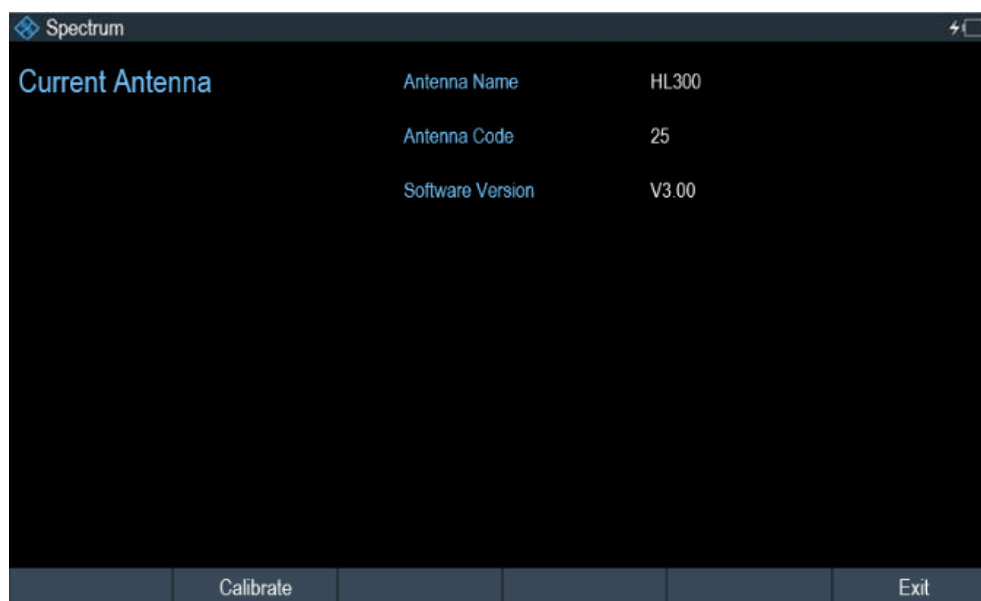 Spectrum
Current Antenna
Antenna Name HL300
Antenna Code 25
Software Version V3.00
Calibrate Exit